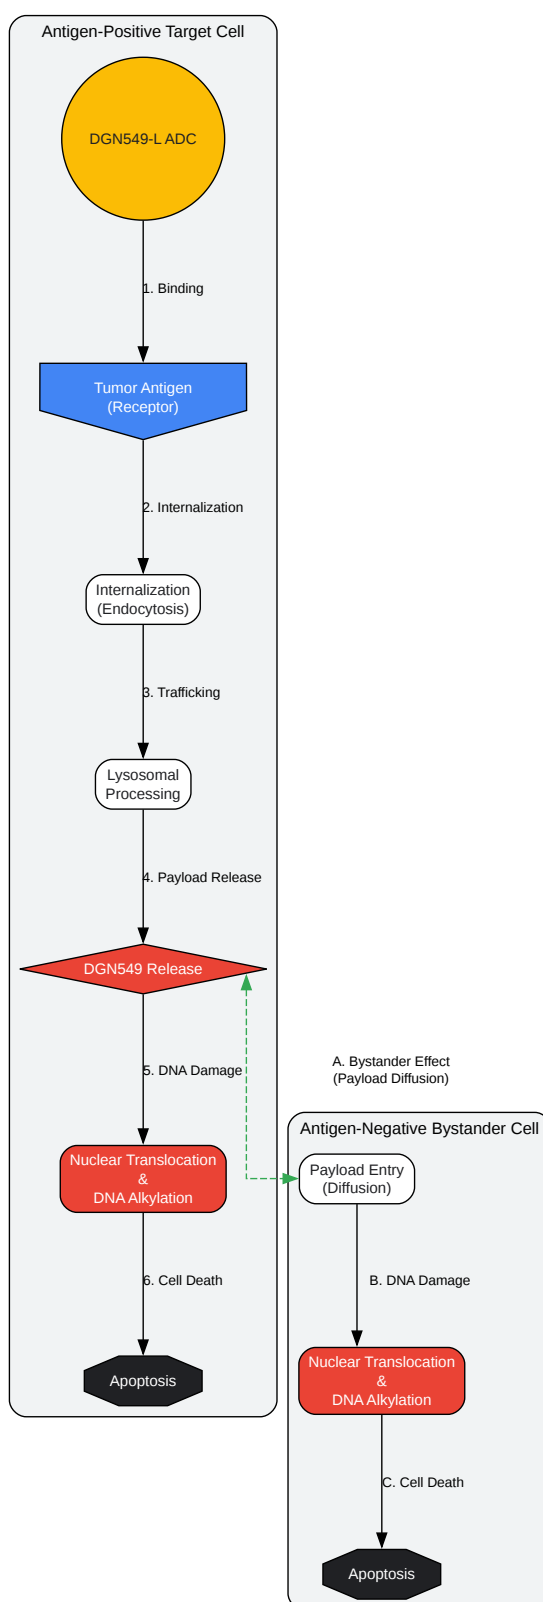 Antigen-Positive Target Cell
DGN549-L ADC
1. Binding
Tumor Antigen
(Receptor)
2. Internalization
Internalization
(Endocytosis)
3. Trafficking
Lysosomal
Processing
4. Payload Release
DGN549 Release
5. DNA Damage
Nuclear Translocation
&
DNA Alkylation
6. Cell Death
Apoptosis
A. Bystander Effect
(Payload Diffusion)
Antigen-Negative Bystander Cell
Payload Entry
(Diffusion)
B. DNA Damage
Nuclear Translocation
&
DNA Alkylation
C. Cell Death
Apoptosis